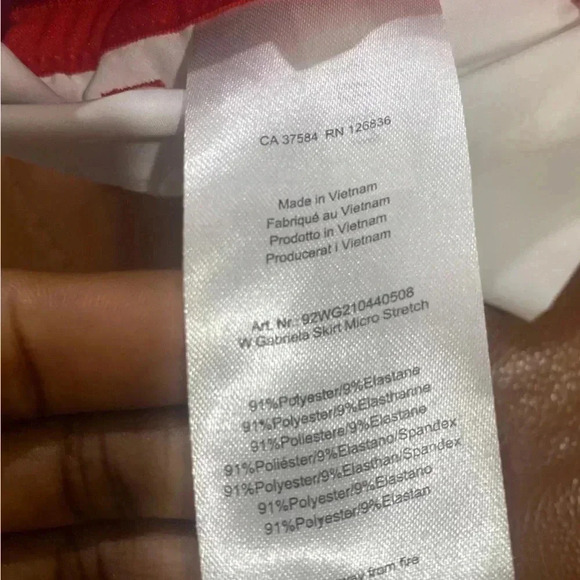 CA 37584 RN 126836
Made in Vietnam
Fabriqué au Vietnam
Prodotto in Vietnam
Producerat i Vietnam
Art. Nr.: 92WG210440508
W Gabriela Skirt Micro Stretch
91%Polyester/9%Elastane
91%Polyester/9%Elasthanne
91%Poliestere/9%Elastane
91%Poliéster/9%Elastano/Spandex
91%Polyester/9%Elasthan/Spandex
91%Polyester/9%Elastano
91%Polyester/9%Elastan
from fire